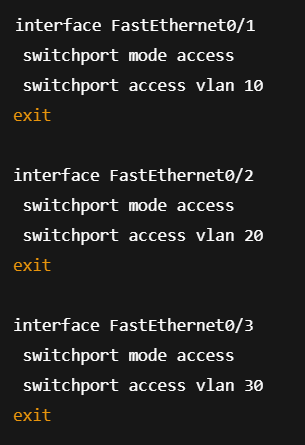 interface FastEthernet0/1
switchport mode access
switchport access vlan 10
exit
interface FastEthernet0/2
switchport mode access
switchport access vlan 20
exit
interface FastEthernet0/3
switchport mode access
switchport access vlan 30
exit